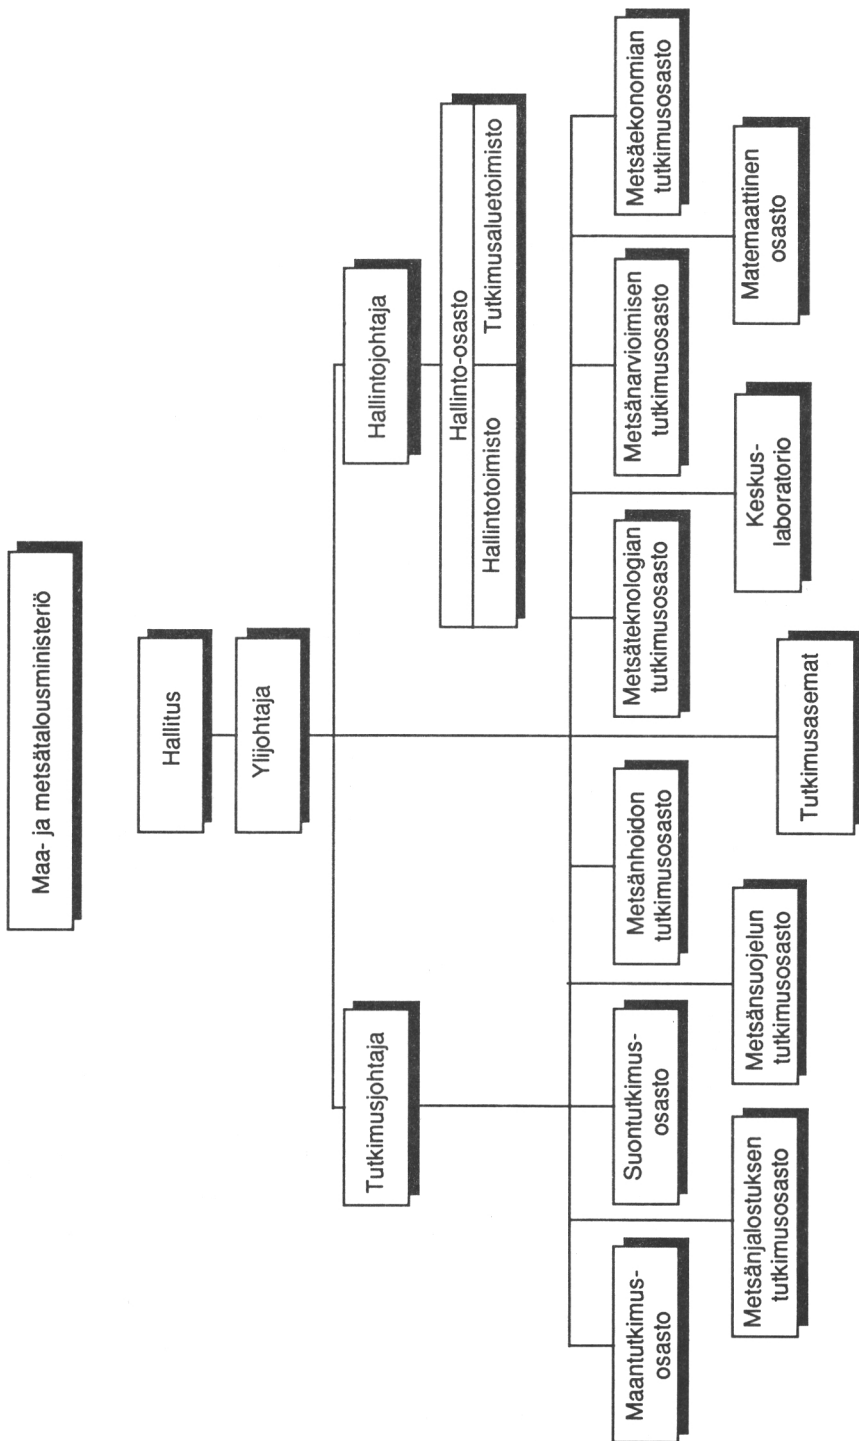 Maa- ja metsätalousministeriö
Hallitus
Ylijohtaja
Tutkimusjohtaja
Hallintojohtaja
Hallinto-osasto
Hallintotoimisto
Tutkimusaluetoimisto
Maantutkimus-
osasto
Suontutkimus-
osasto
Metsänhoidon
tutkimusosasto
Metsäteknologian
tutkimusosasto
Metsänarvioimisen
tutkimusosasto
Metsäekonomian
tutkimusosasto
Metsänjalostuksen
tutkimusosasto
Metsänsuojelun
tutkimusosasto
Tutkimusasemat
Keskus-
laboratorio
Matemaattinen
osasto